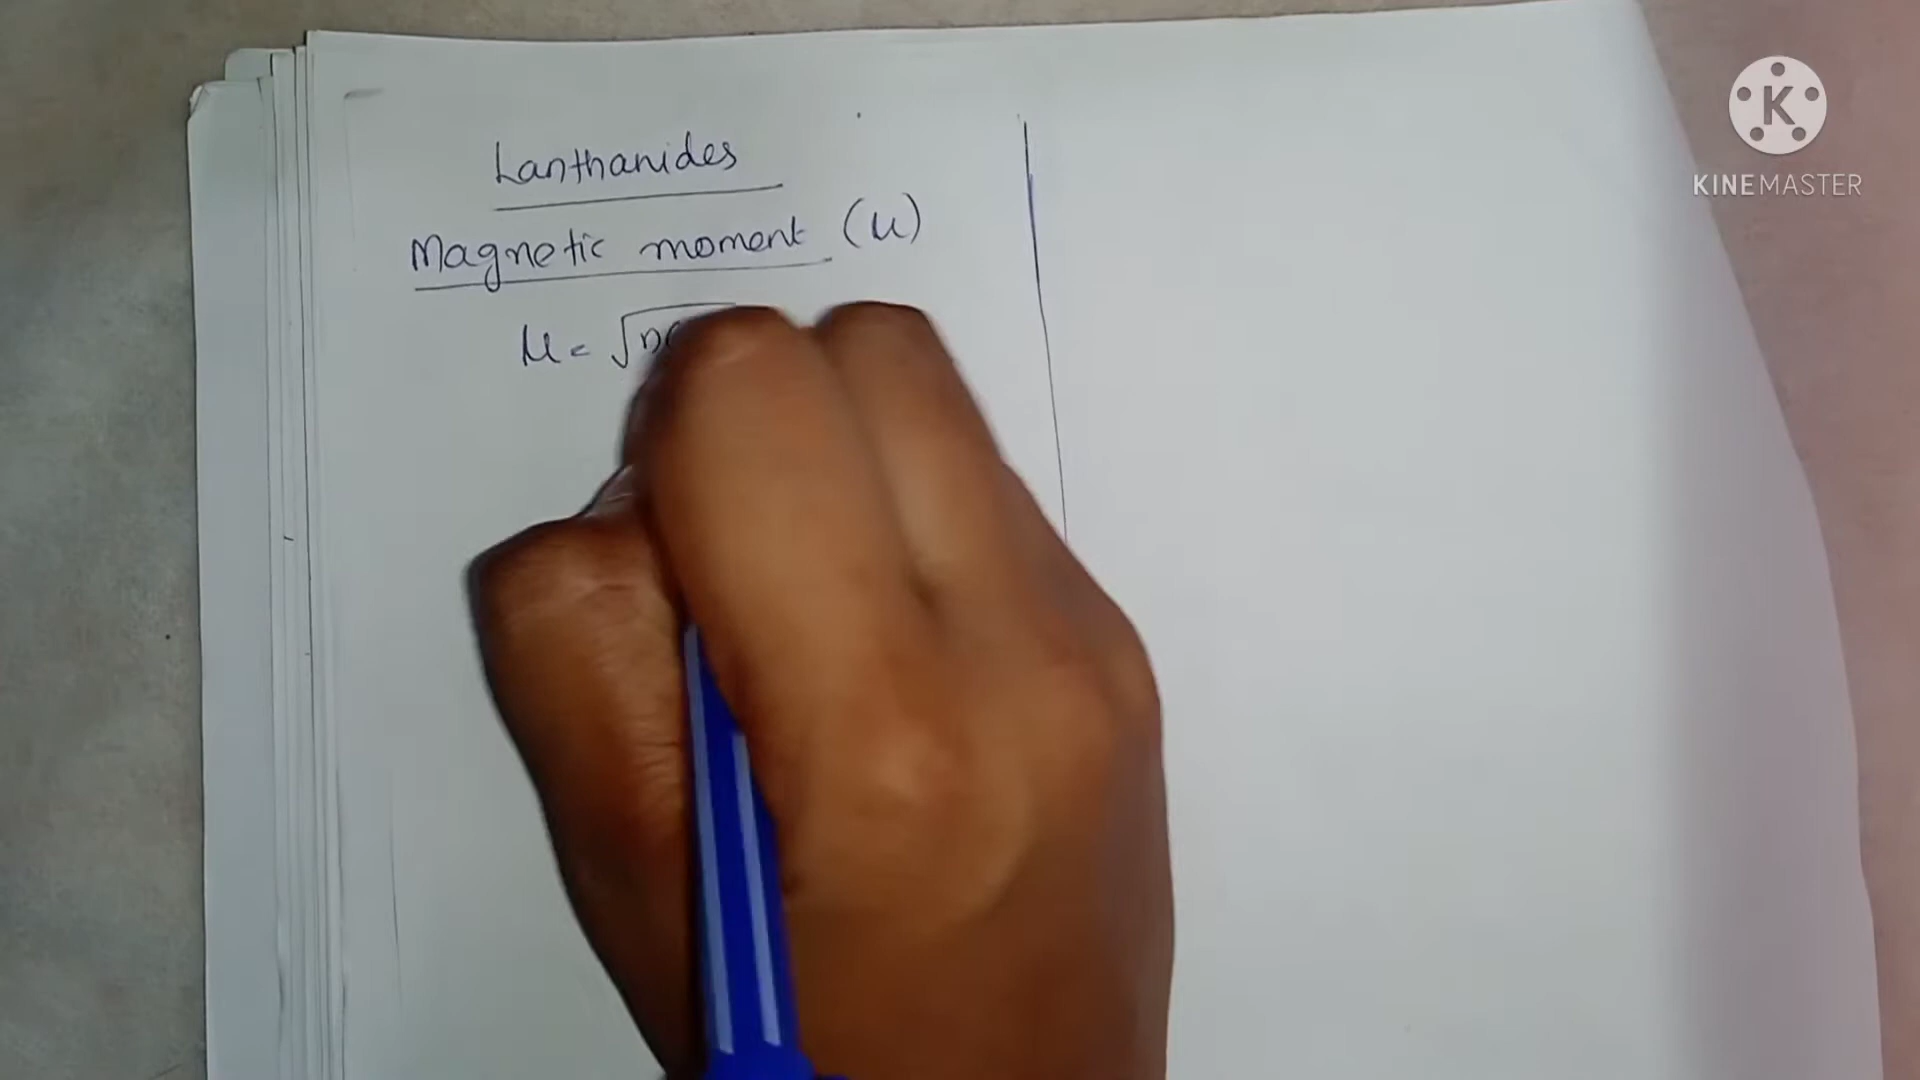 Lanthanides
Magnetic moment (μ)
μ = √n(
K
KINEMASTER